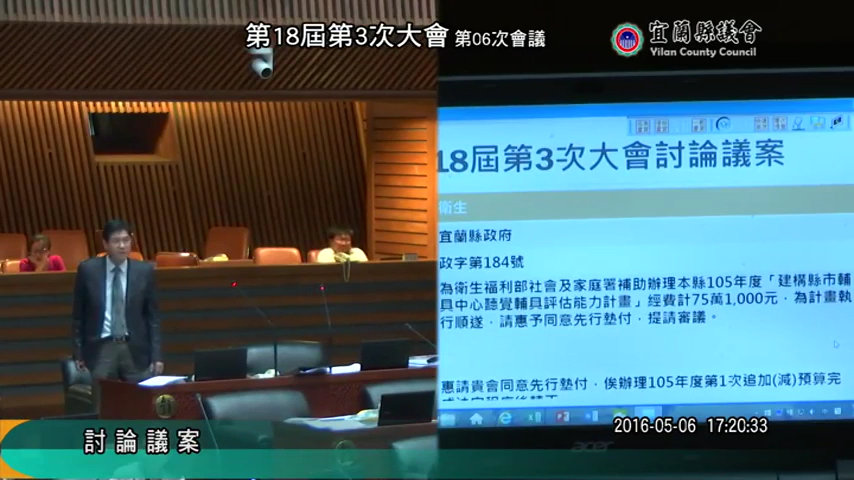 第18屆第3次大會 第06次會議
宜蘭縣議會
Yilan County Council
18屆第3次大會討論議案
衛生
宜蘭縣政府
政字第184號
為衛生福利部社會及家庭署補助辦理本縣105年度「建構縣市輔
具中心聽覺輔具評估能力計畫」經費計75萬1,000元，為計畫執
行順遂，請惠予同意先行墊付，提請審議。
惠請貴會同意先行墊付，俟辦理105年度第1次追加(減)預算完
acer
2016-05-06 17:20:33
討論議案